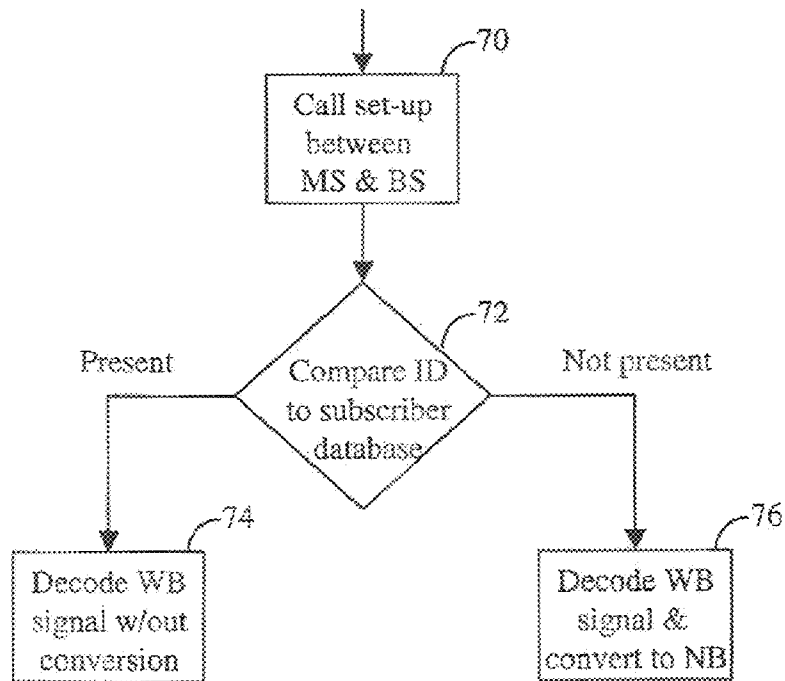 70
Call set-up
between
MS & BS
72
Present
Not present
Compare ID
to subscriber
database
74
76
Decode WB
signal w/out
conversion
Decode WB
signal &
convert to NB